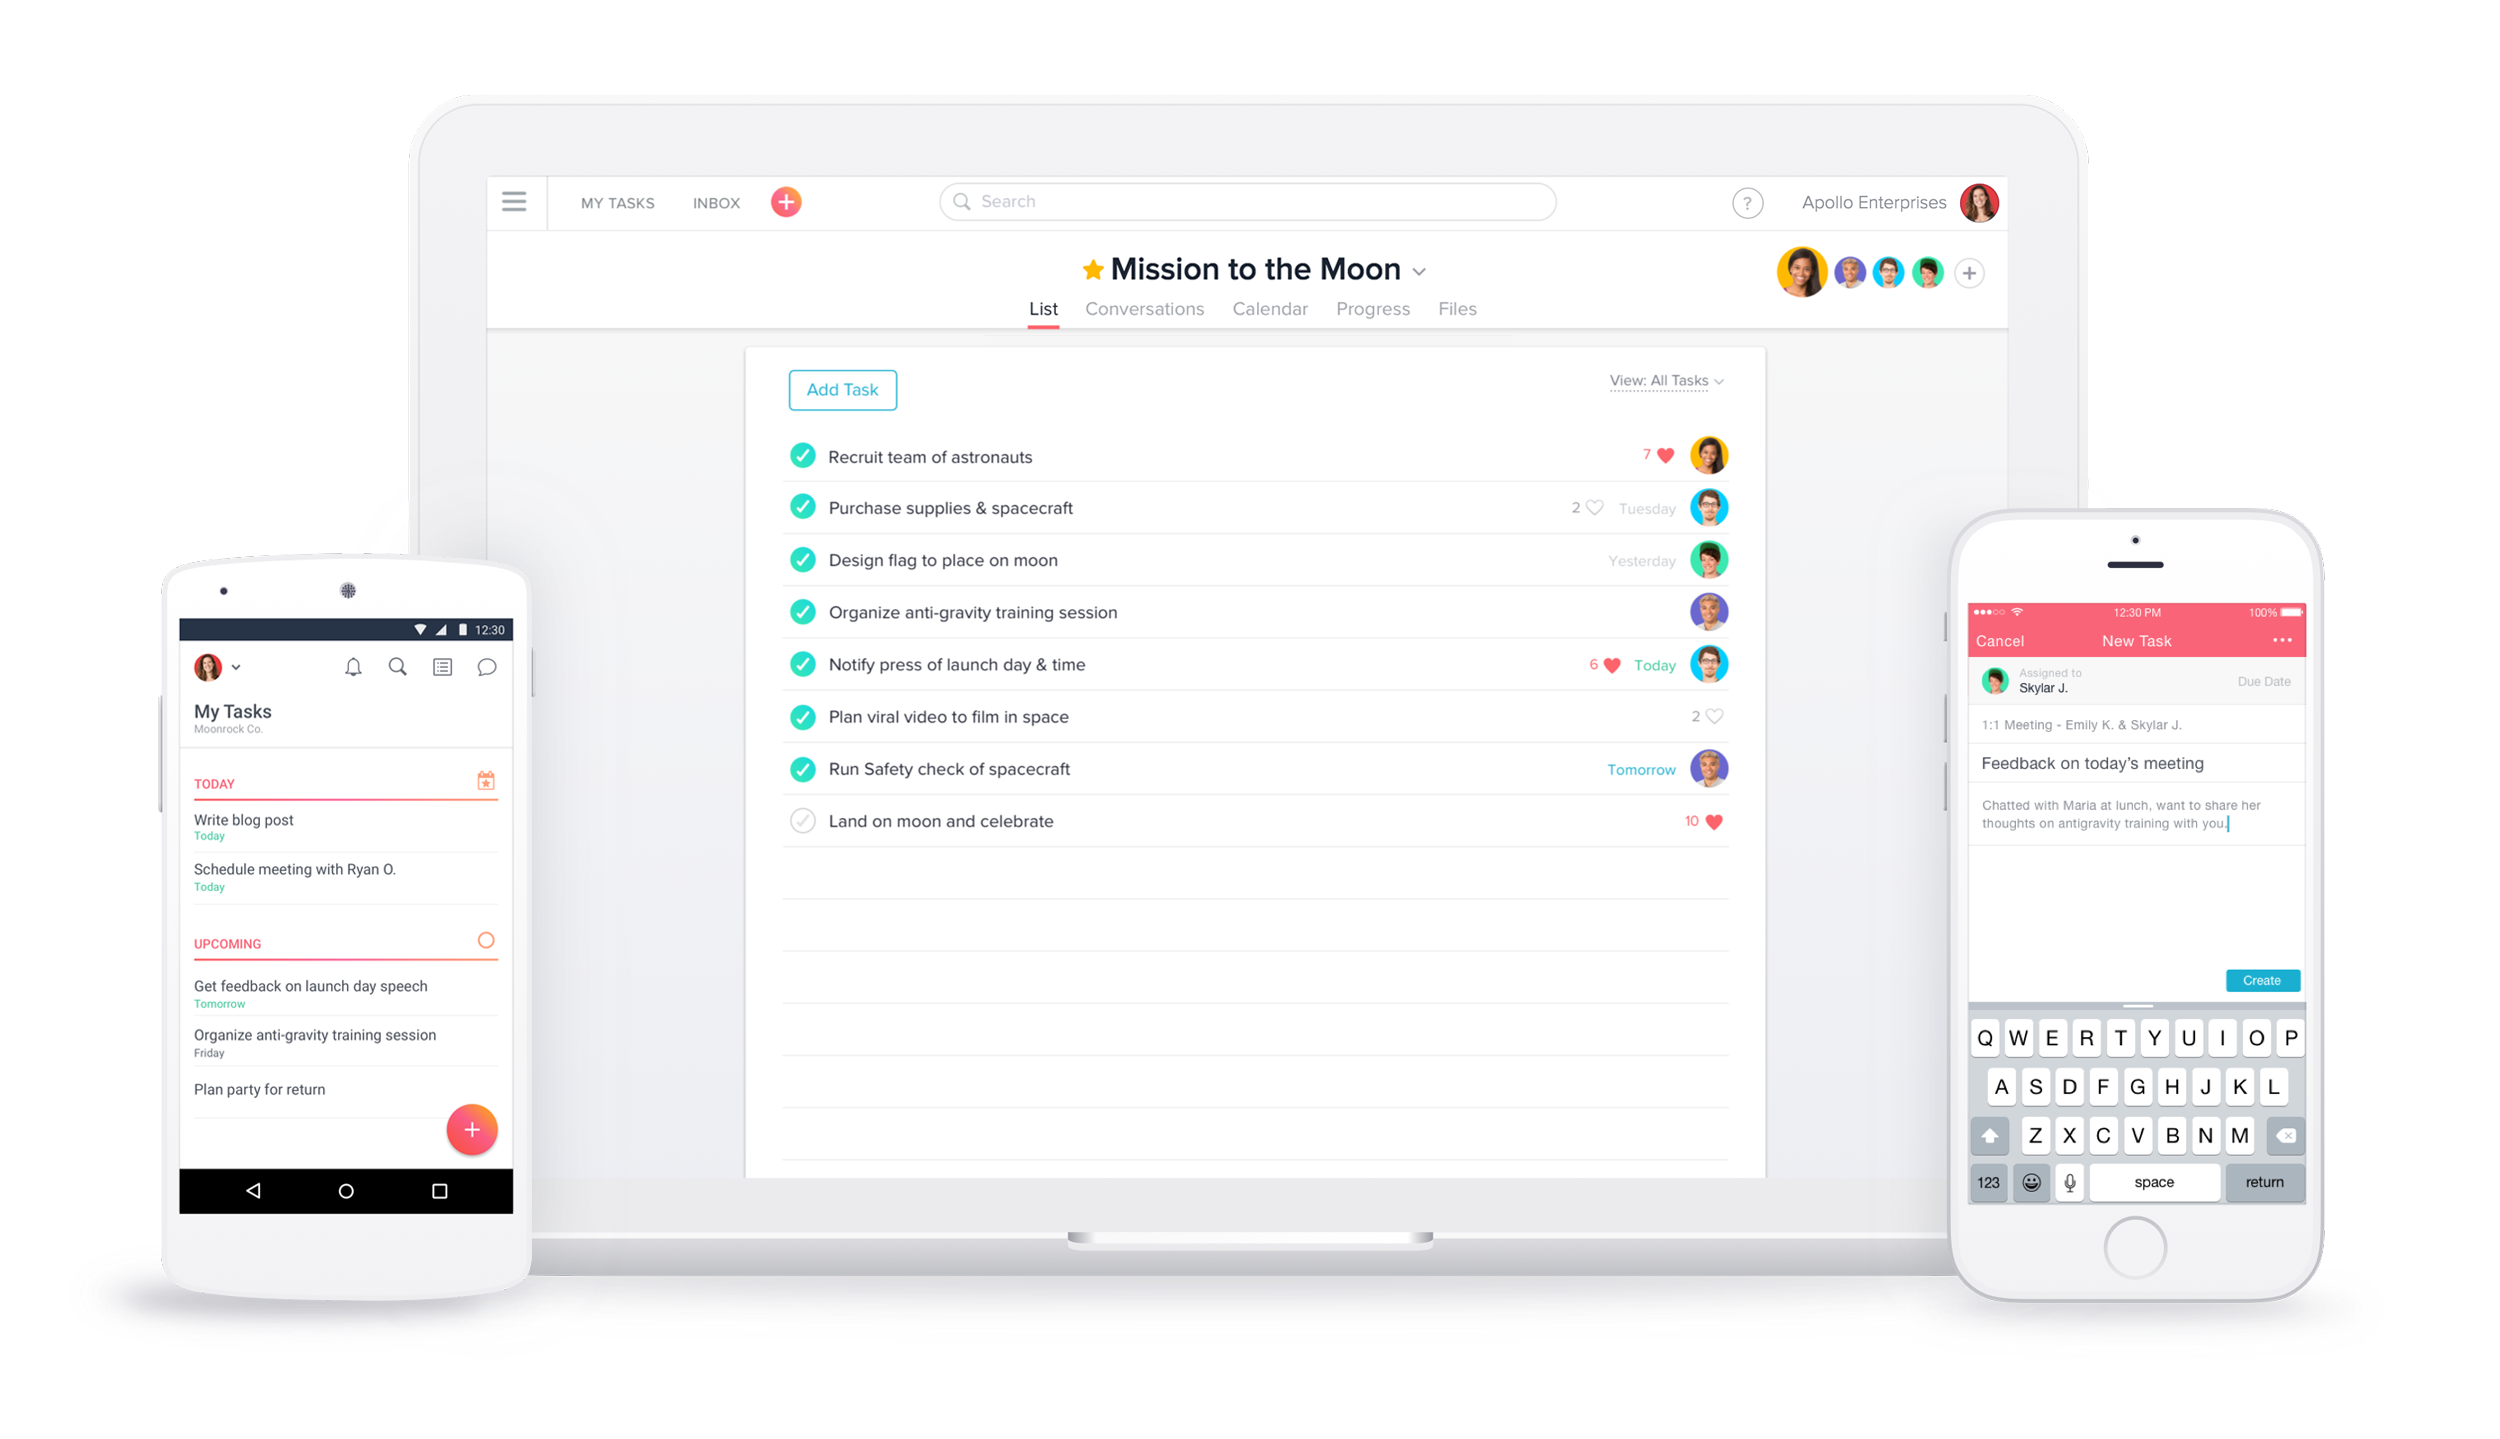 MY TASKS INBOX Search ? Apollo Enterprises
Mission to the Moon
List Conversations Calendar Progress Files
Add Task
View: All Tasks
Recruit team of astronauts 7
Purchase supplies & spacecraft 2 Tuesday
Design flag to place on moon Yesterday
Organize anti-gravity training session
Notify press of launch day & time 6 Today
Plan viral video to film in space 2
Run Safety check of spacecraft Tomorrow
Land on moon and celebrate 10
12:30
My Tasks
Moonrock Co.
TODAY
Write blog post
Today
Schedule meeting with Ryan O.
Today
UPCOMING
Get feedback on launch day speech
Tomorrow
Organize anti-gravity training session
Friday
Plan party for return
12:30 PM 100%
Cancel New Task
Assigned to
Skylar J.
Due Date
1:1 Meeting - Emily K. & Skylar J.
Feedback on today’s meeting
Chatted with Maria at lunch, want to share her
thoughts on antigravity training with you.
Create
Q W E R T Y U I O P
A S D F G H J K L
Z X C V B N M
123 space return